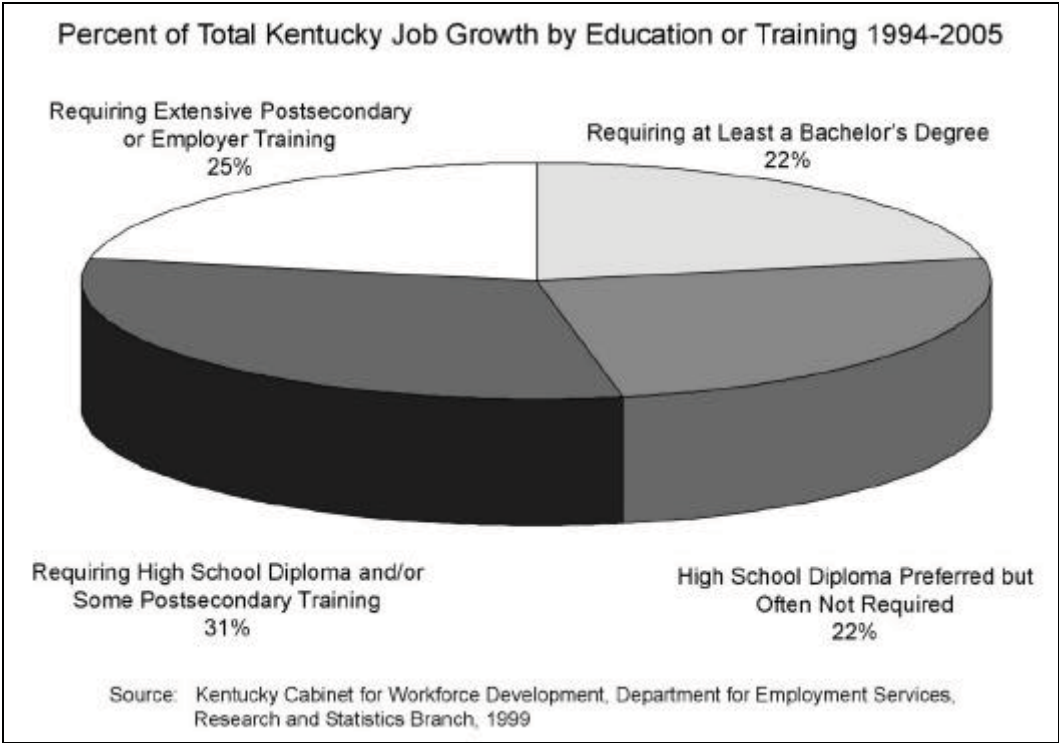 Percent of Total Kentucky Job Growth by Education or Training 1994-2005
Requiring Extensive Postsecondary
or Employer Training
25%
Requiring at Least a Bachelor's Degree
22%
Requiring High School Diploma and/or
Some Postsecondary Training
31%
High School Diploma Preferred but
Often Not Required
22%
Source: Kentucky Cabinet for Workforce Development, Department for Employment Services,
Research and Statistics Branch, 1999